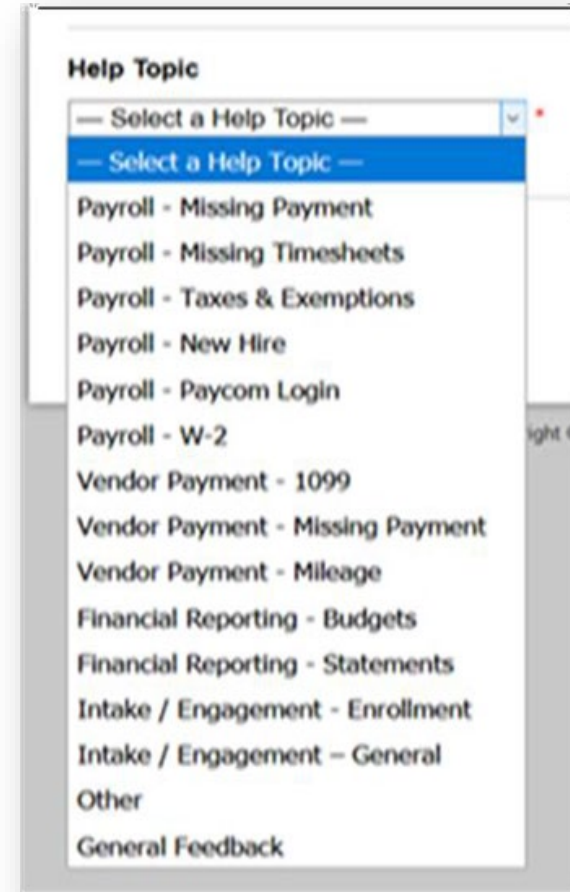 Help Topic
— Select a Help Topic — *
— Select a Help Topic —
Payroll - Missing Payment
Payroll - Missing Timesheets
Payroll - Taxes & Exemptions
Payroll - New Hire
Payroll - Paycom Login
Payroll - W-2
Vendor Payment - 1099
Vendor Payment - Missing Payment
Vendor Payment - Mileage
Financial Reporting - Budgets
Financial Reporting - Statements
Intake / Engagement - Enrollment
Intake / Engagement – General
Other
General Feedback